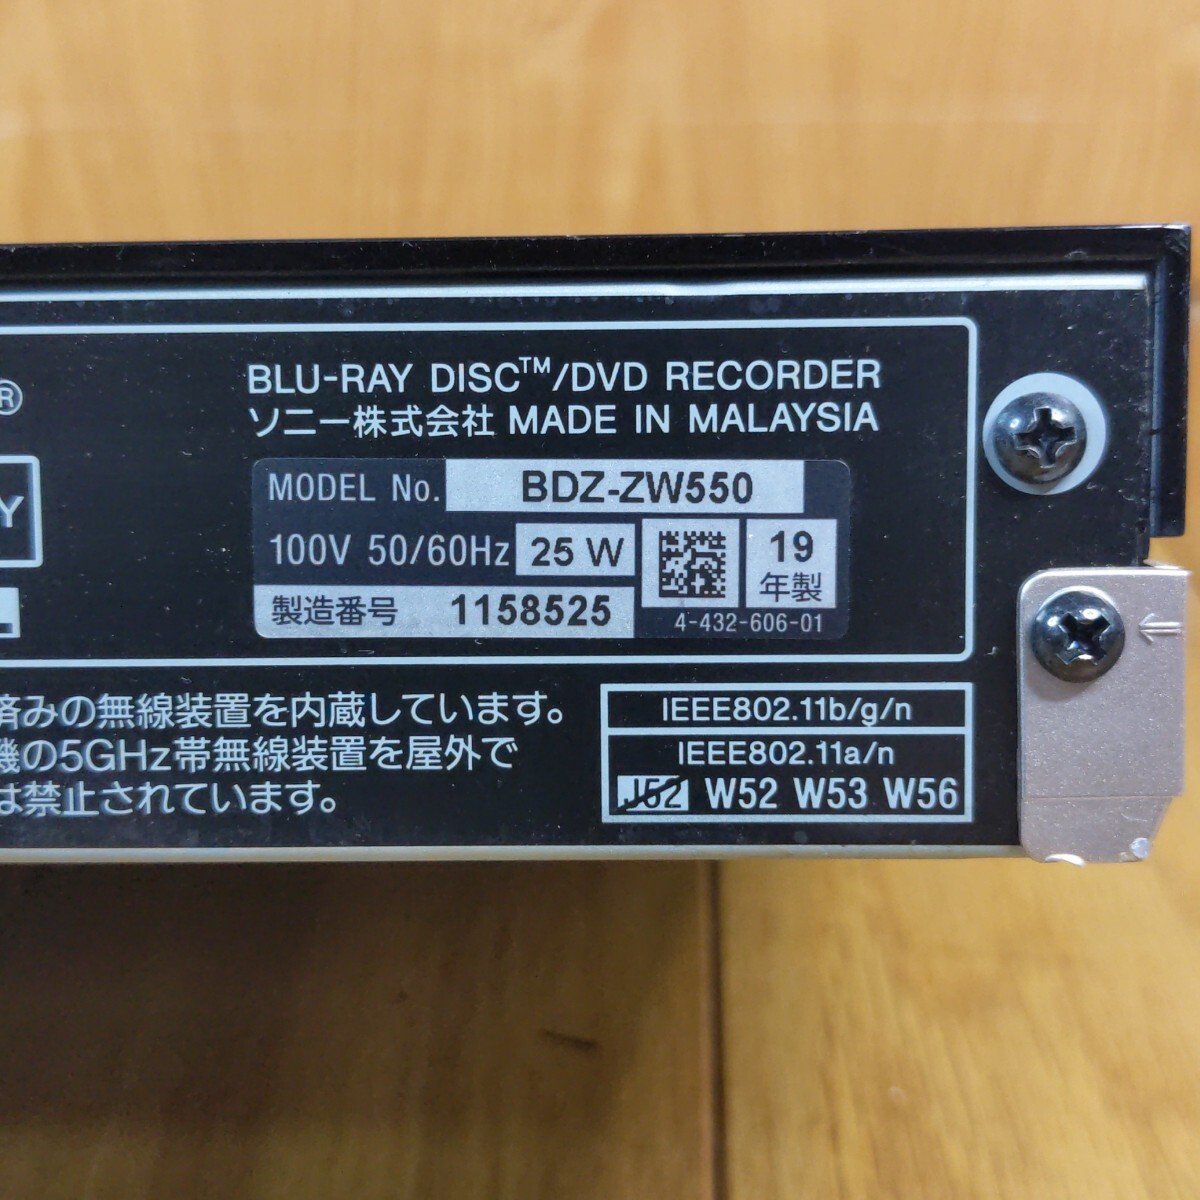 ®
BLU-RAY DISC™/DVD RECORDER
ソニー株式会社 MADE IN MALAYSIA
Y
MODEL No. BDZ-ZW550
100V 50/60Hz 25 W
19
年製
製造番号 1158525
4-432-606-01
済みの無線装置を内蔵しています。
機の5GHz帯無線装置を屋外で
は禁止されています。
IEEE802.11b/g/n
IEEE802.11a/n
J52 W52 W53 W56